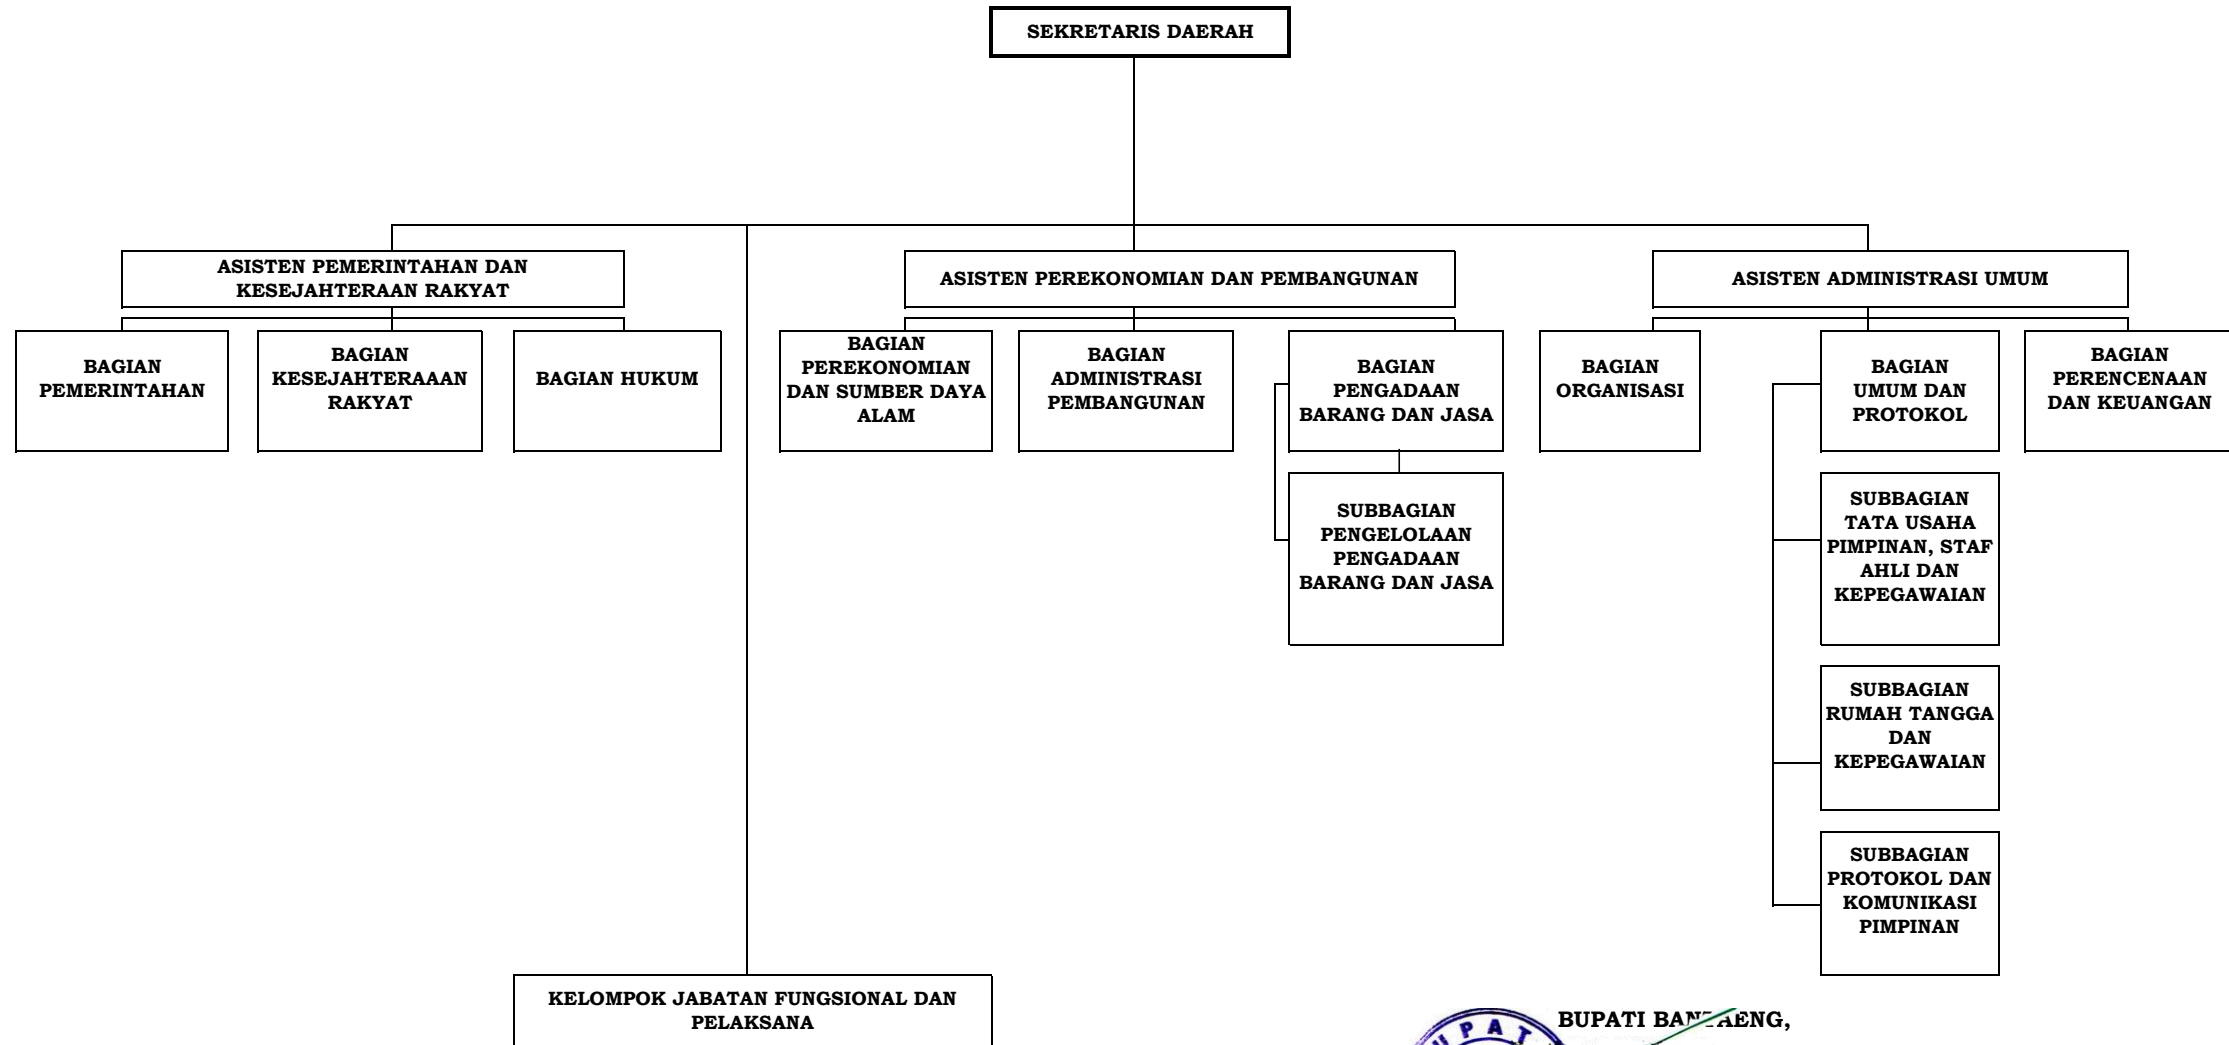 SEKRETARIS DAERAH
ASISTEN PEMERINTAHAN DAN
KESEJAHTERAAN RAKYAT
ASISTEN PEREKONOMIAN DAN PEMBANGUNAN
ASISTEN ADMINISTRASI UMUM
BAGIAN
PEMERINTAHAN
BAGIAN
KESEJAHTERAAAN
RAKYAT
BAGIAN HUKUM
BAGIAN
PEREKONOMIAN
DAN SUMBER DAYA
ALAM
BAGIAN
ADMINISTRASI
PEMBANGUNAN
BAGIAN
PENGADAAN
BARANG DAN JASA
BAGIAN
ORGANISASI
BAGIAN
UMUM DAN
PROTOKOL
BAGIAN
PERENCENAAN
DAN KEUANGAN
SUBBAGIAN
PENGELOLAAN
PENGADAAN
BARANG DAN JASA
SUBBAGIAN
TATA USAHA
PIMPINAN, STAF
AHLI DAN
KEPEGAWAIAN
SUBBAGIAN
RUMAH TANGGA
DAN
KEPEGAWAIAN
SUBBAGIAN
PROTOKOL DAN
KOMUNIKASI
PIMPINAN
KELOMPOK JABATAN FUNGSIONAL DAN
PELAKSANA
BUPATI BANTAENG,